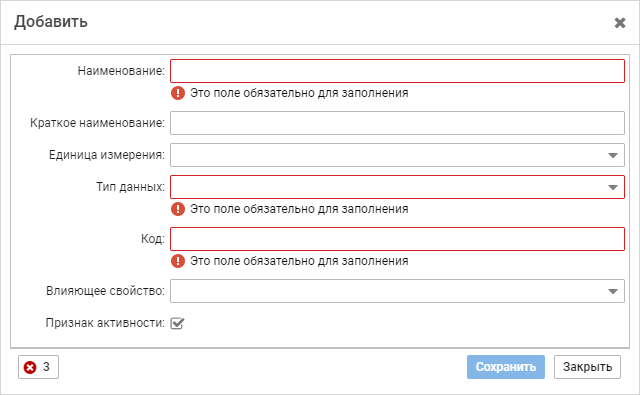 Добавить
Наименование:
Это поле обязательно для заполнения
Краткое наименование:
Единица измерения:
Тип данных:
Это поле обязательно для заполнения
Код:
Это поле обязательно для заполнения
Влияющее свойство:
Признак активности:
3 Сохранить Закрыть